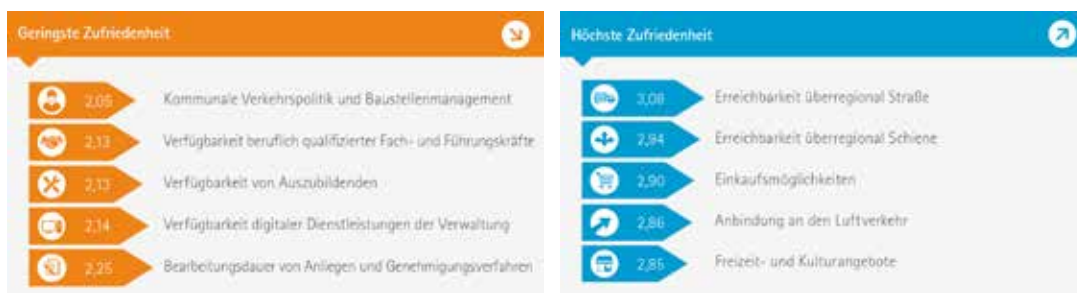 Geringste Zufriedenheit
2,05 Kommunale Verkehrspolitik und Baustellenmanagement
2,13 Verfügbarkeit beruflich qualifizierter Fach- und Führungskräfte
2,13 Verfügbarkeit von Auszubildenden
2,14 Verfügbarkeit digitaler Dienstleistungen der Verwaltung
2,25 Bearbeitungsdauer von Anliegen und Genehmigungsverfahren
Höchste Zufriedenheit
3,08 Erreichbarkeit überregional Straße
2,94 Erreichbarkeit überregional Schiene
2,90 Einkaufsmöglichkeiten
2,86 Anbindung an den Luftverkehr
2,85 Freizeit- und Kulturangebote